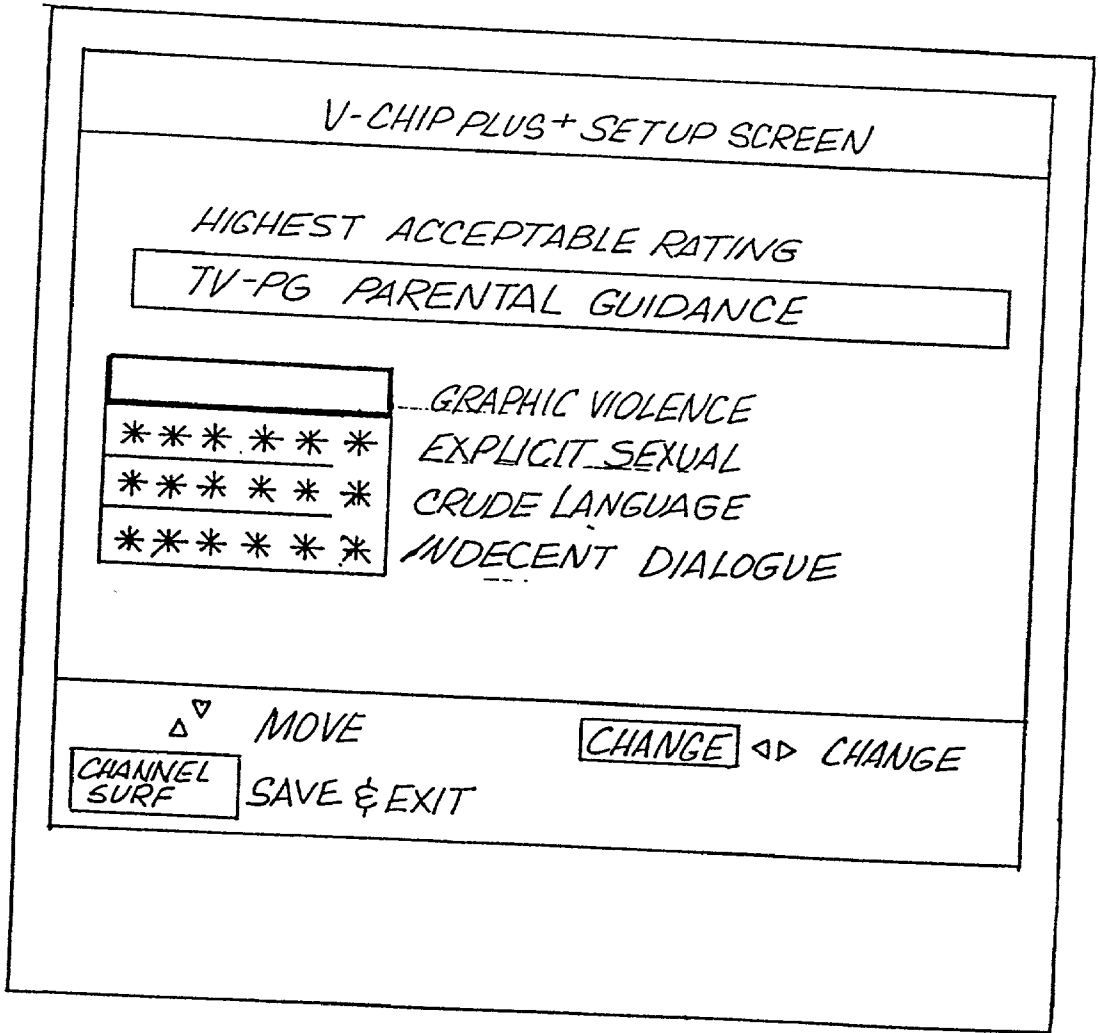 V-CHIP PLUS+ SETUP SCREEN
HIGHEST ACCEPTABLE RATING
TV-PG PARENTAL GUIDANCE
GRAPHIC VIOLENCE
****** EXPLICIT SEXUAL
****** CRUDE LANGUAGE
****** INDECENT DIALOGUE
△▽ MOVE CHANGE ◁▷ CHANGE
CHANNEL
SURF SAVE & EXIT